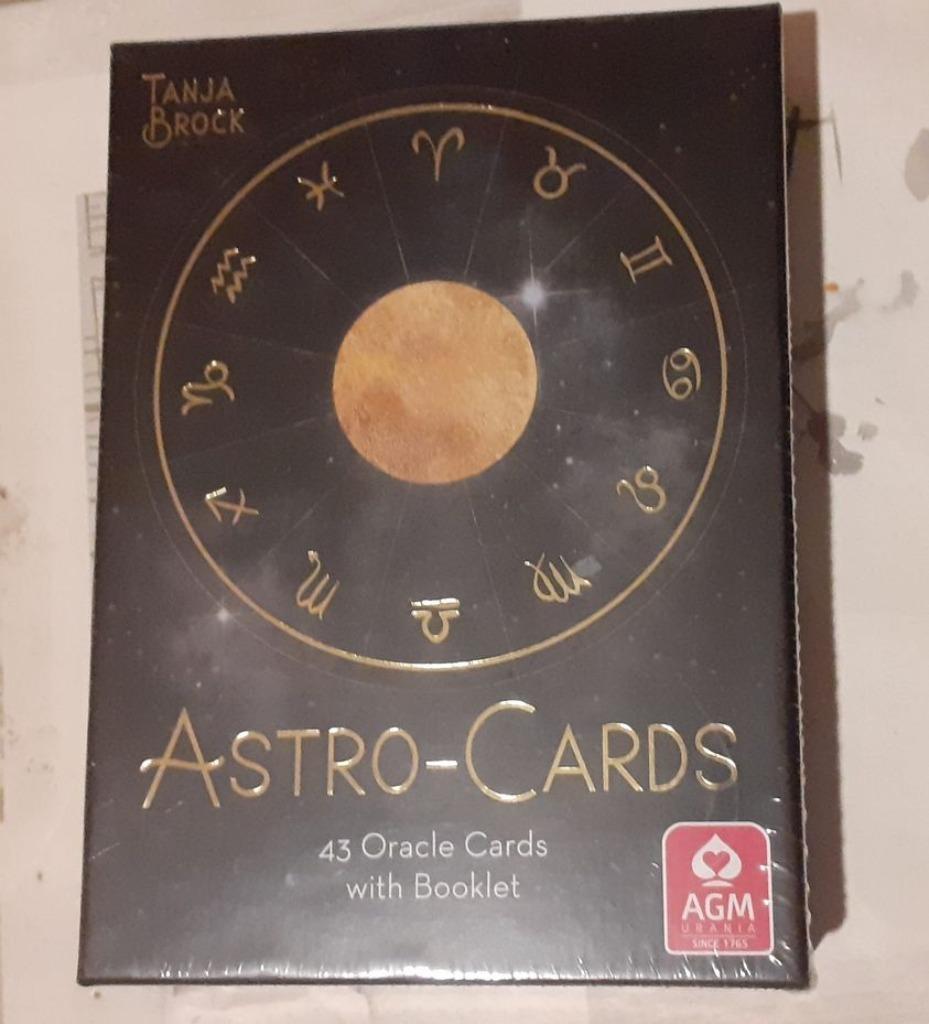 TANJA
BROCK
♈
♉
♊
♋
♌
♍
♎
♏
♐
♑
♒
♓
ASTRO-CARDS
43 Oracle Cards
with Booklet
AGM
URANIA
SINCE 1765